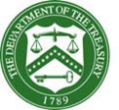 THE DEPARTMENT OF THE TREASURY
1789